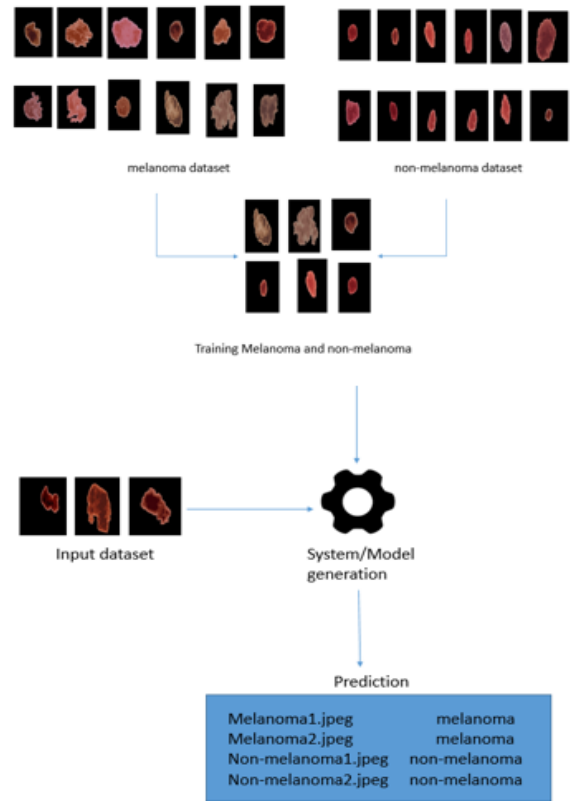 melanoma dataset
non-melanoma dataset
Training Melanoma and non-melanoma
Input dataset
System/Model
generation
Prediction
Melanoma1.jpeg melanoma
Melanoma2.jpeg melanoma
Non-melanoma1.jpeg non-melanoma
Non-melanoma2.jpeg non-melanoma